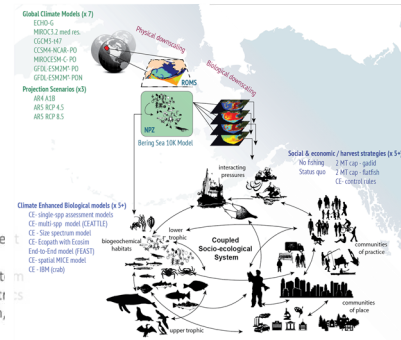 Global Climate Models (x 7)
ECHO-G
MIROC3.2 med res.
CGCM3-t47
CCSM4-NCAR- PO
MIROCESM-C- PO
GFDL-ESM2M*- PO
GFDL-ESM2M*- PON
Projection Scenarios (x3)
AR4 A1B
AR5 RCP 4.5
AR5 RCP 8.5
Physical downscaling
Biological downscaling
ROMS
NPZ
Bering Sea 10K Model
Social & economic / harvest strategies (x 5+)
No fishing 2 MT cap - gadid
Status quo 2 MT cap - flatfish
CE- control rules
interacting
pressures
Climate Enhanced Biological models (x 5+)
CE- single-spp assessment models
CE- multi-spp model (CEATTLE)
CE - Size spectrum model
CE- Ecopath with Ecosim
End-to-End model (FEAST)
CE- spatial MICE model
CE - IBM (crab)
lower
trophic
biogeochemical
habitats
Coupled
Socio-ecological
System
communities
of practice
communities
of place
upper trophic